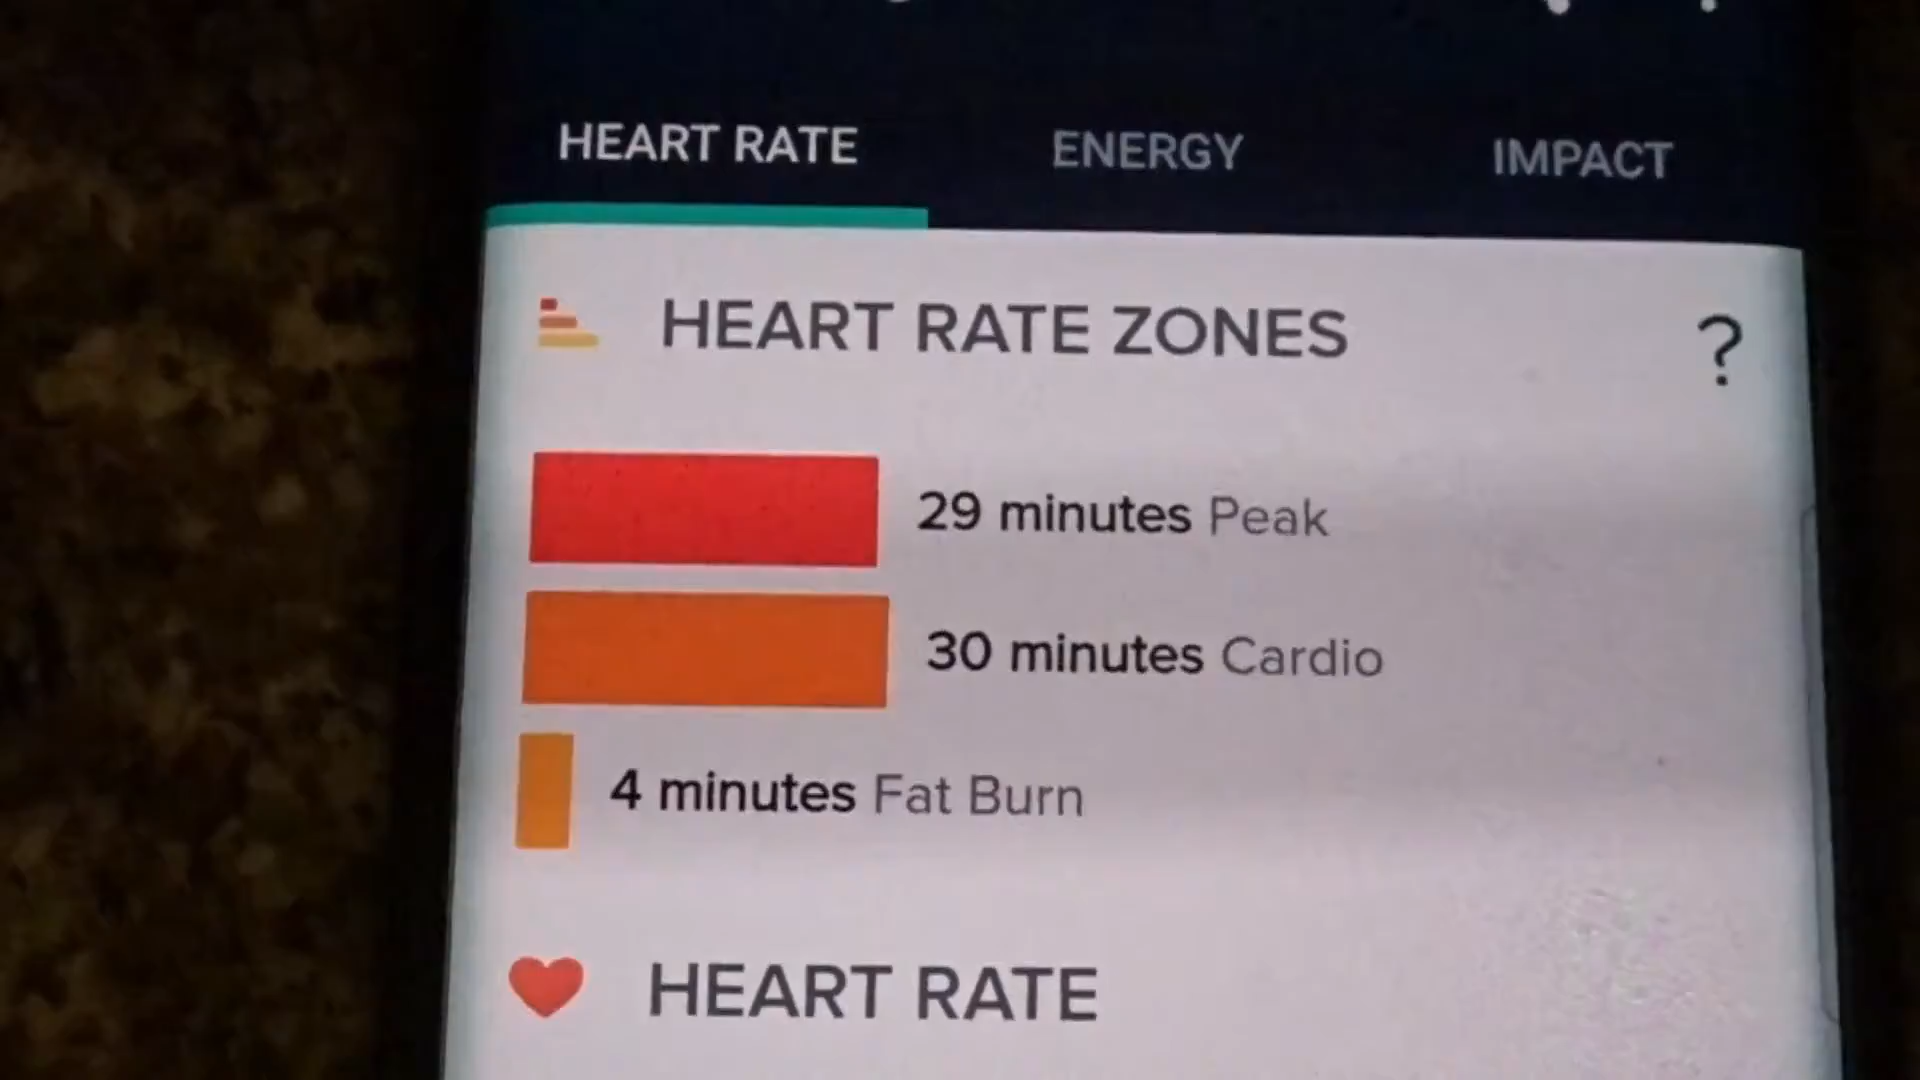 HEART RATE ENERGY IMPACT
HEART RATE ZONES ?
29 minutes Peak
30 minutes Cardio
4 minutes Fat Burn
HEART RATE